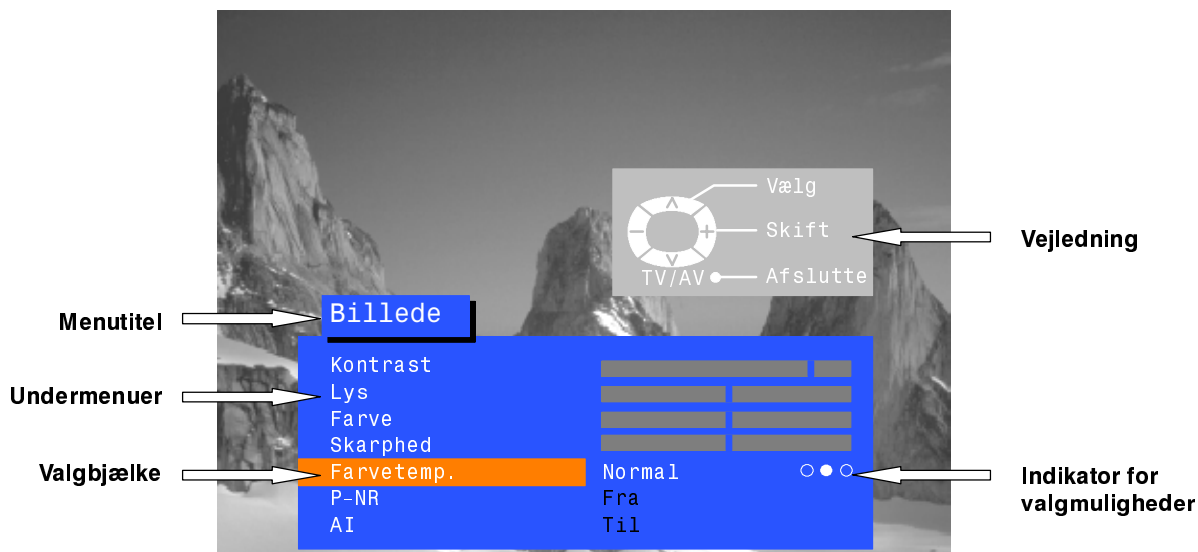 Vælg
Skift
TV/AV Afslutte
Vejledning
Menutitel
Billede
Undermenuer
Kontrast
Lys
Farve
Skarphed
Valgbjælke
Farvetemp. Normal
P-NR Fra
AI Til
Indikator for
valgmuligheder